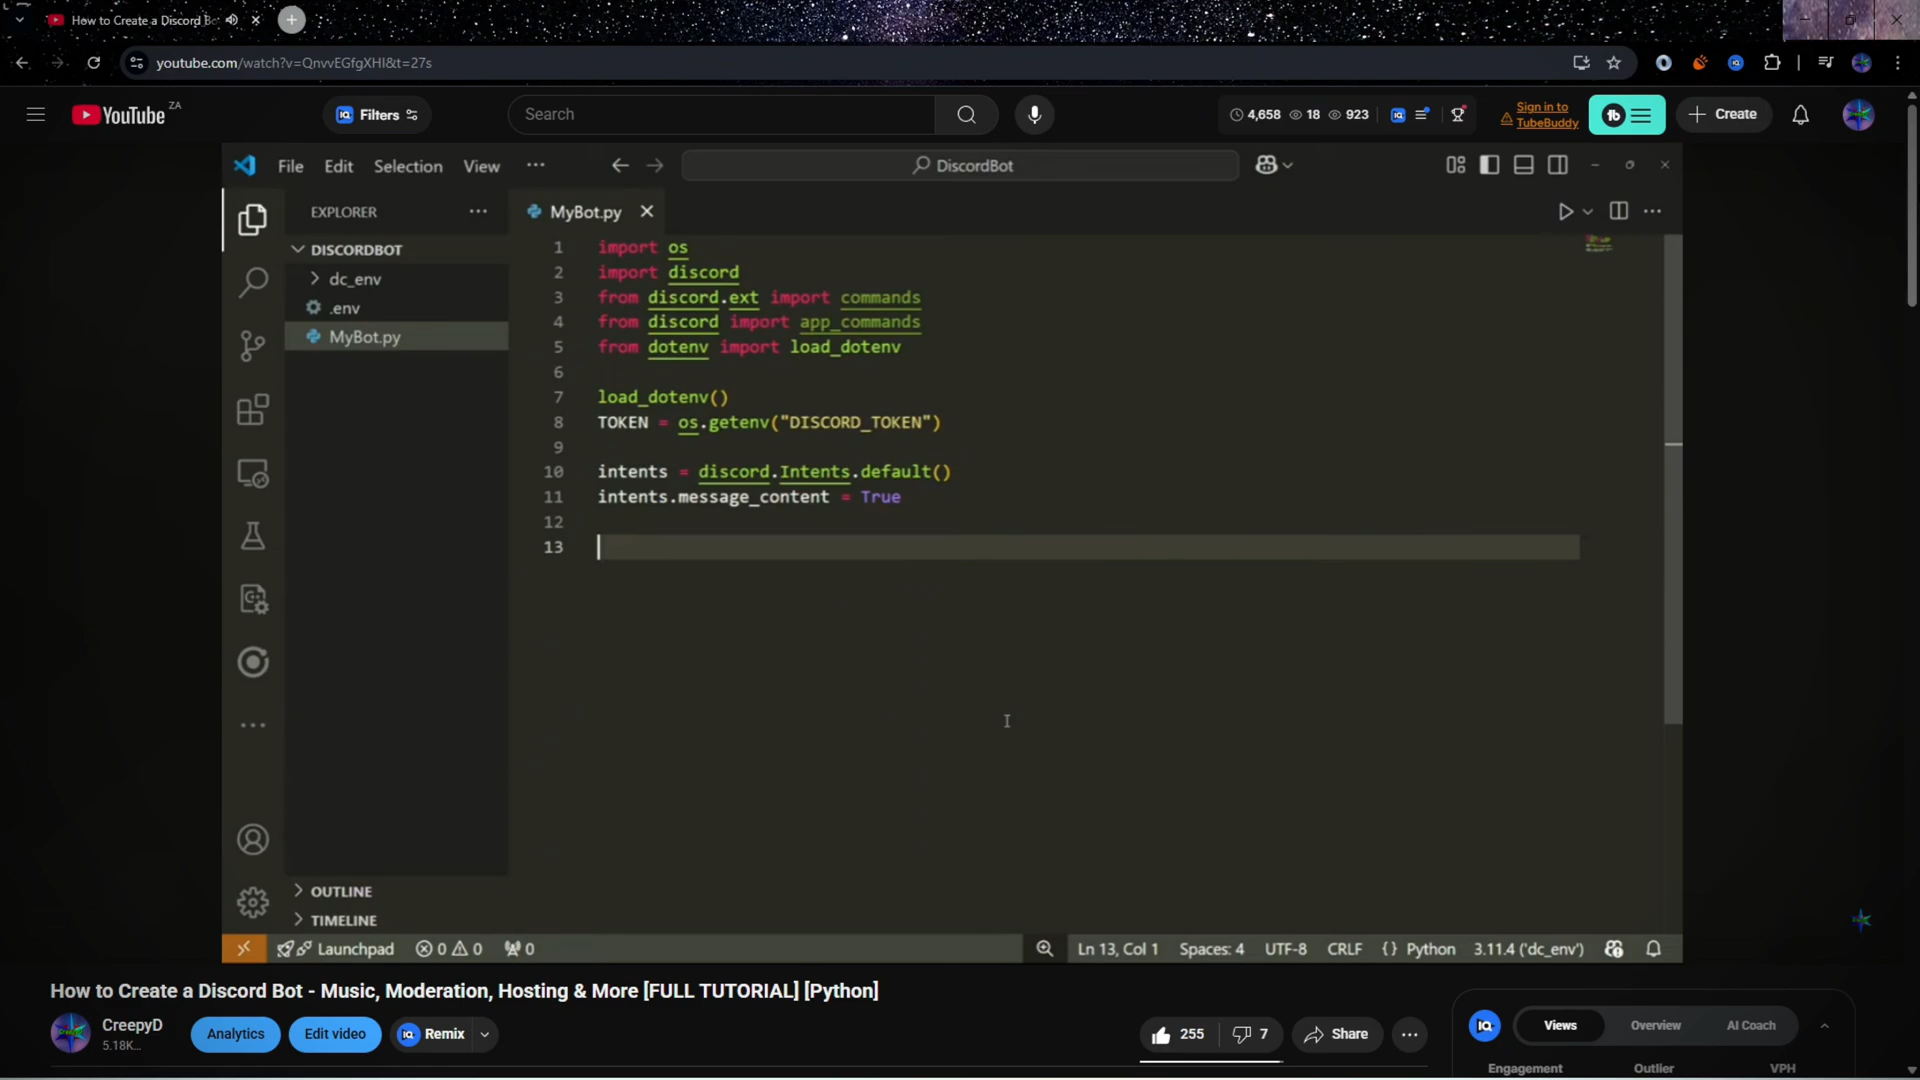 How to Create a Discord Bo
youtube.com/watch?v=QnvvEGfgXHI&t=27s
YouTube ZA
Filters
Search
4,658 18 923
Sign in to
TubeBuddy
Create
File Edit Selection View ...
DiscordBot
EXPLORER ...
MyBot.py
DISCORDBOT
dc_env
.env
MyBot.py
1 import os
2 import discord
3 from discord.ext import commands
4 from discord import app_commands
5 from dotenv import load_dotenv
6
7 load_dotenv()
8 TOKEN = os.getenv("DISCORD_TOKEN")
9
10 intents = discord.Intents.default()
11 intents.message_content = True
12
13
OUTLINE
TIMELINE
Launchpad 0 0 0
Ln 13, Col 1 Spaces: 4 UTF-8 CRLF {} Python 3.11.4 ('dc_env')
How to Create a Discord Bot - Music, Moderation, Hosting & More [FULL TUTORIAL] [Python]
CreepyD
5.18K...
Analytics
Edit video
IQ Remix
255 7
Share
IQ
Views Overview AI Coach
Engagement Outlier VPH